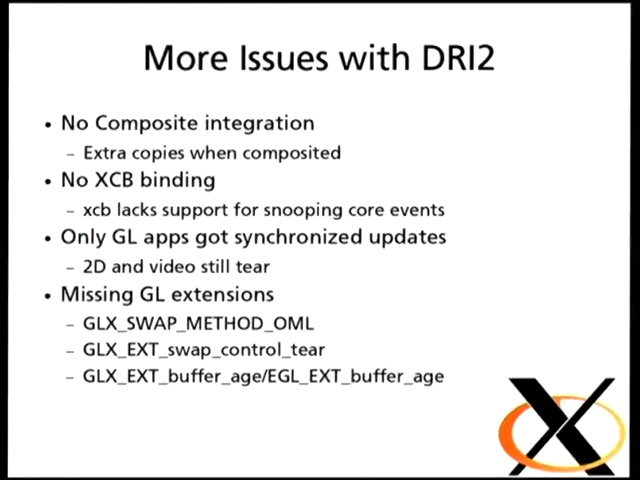 More Issues with DRI2
• No Composite integration
– Extra copies when composited
• No XCB binding
– xcb lacks support for snooping core events
• Only GL apps got synchronized updates
– 2D and video still tear
• Missing GL extensions
– GLX_SWAP_METHOD_OML
– GLX_EXT_swap_control_tear
– GLX_EXT_buffer_age/EGL_EXT_buffer_age